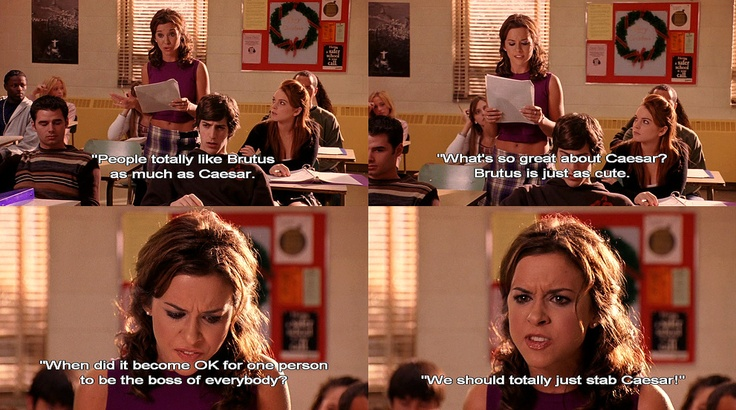 "People totally like Brutus
as much as Caesar.
"What's so great about Caesar?
Brutus is just as cute.
"When did it become OK for one person
to be the boss of everybody?
"We should totally just stab Caesar!"